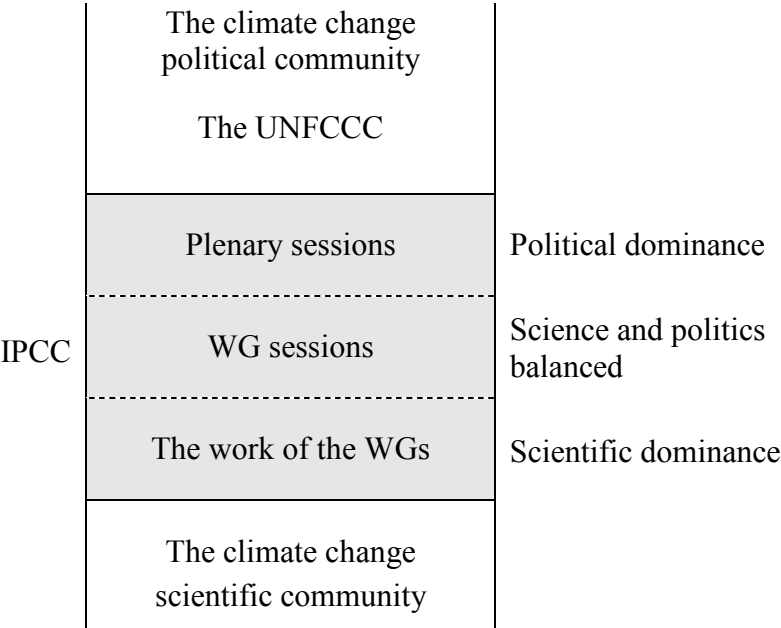 The climate change
political community
The UNFCCC
Plenary sessions
Political dominance
IPCC
WG sessions
Science and politics
balanced
The work of the WGs
Scientific dominance
The climate change
scientific community